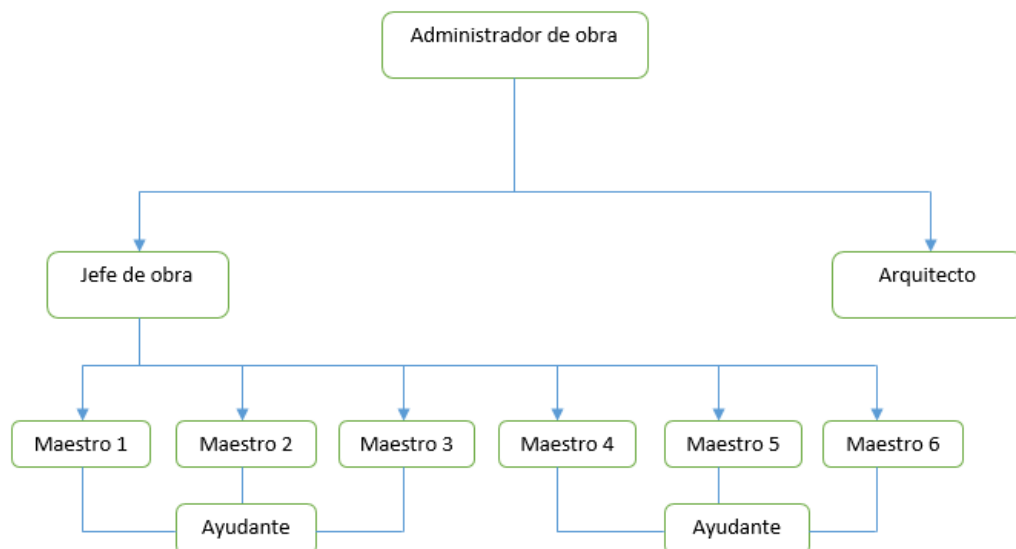 Administrador de obra
Jefe de obra
Arquitecto
Maestro 1
Maestro 2
Maestro 3
Maestro 4
Maestro 5
Maestro 6
Ayudante
Ayudante